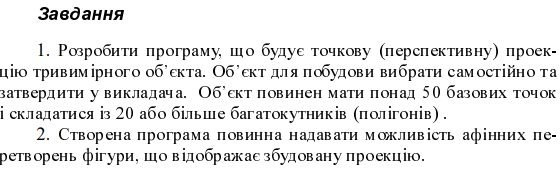 Завдання
1. Розробити програму, що будує точкову (перспективну) проек-
цію тривимірного об’єкта. Об’єкт для побудови вибрати самостійно та
затвердити у викладача. Об’єкт повинен мати понад 50 базових точок
і складатися із 20 або більше багатокутників (полігонів) .
2. Створена програма повинна надавати можливість афінних пе-
ретворень фігури, що відображає збудовану проекцію.